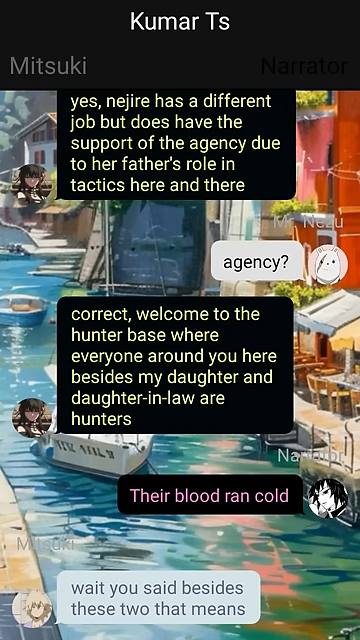 Kumar Ts
Mitsuki
Narrator
yes, nejire has a different
job but does have the
support of the agency due
to her father's role in
tactics here and there
Mr. Nezu
agency?
correct, welcome to the
hunter base where
everyone around you here
besides my daughter and
daughter-in-law are
hunters
Narrator
Their blood ran cold
Mitsuki
wait you said besides
these two that means